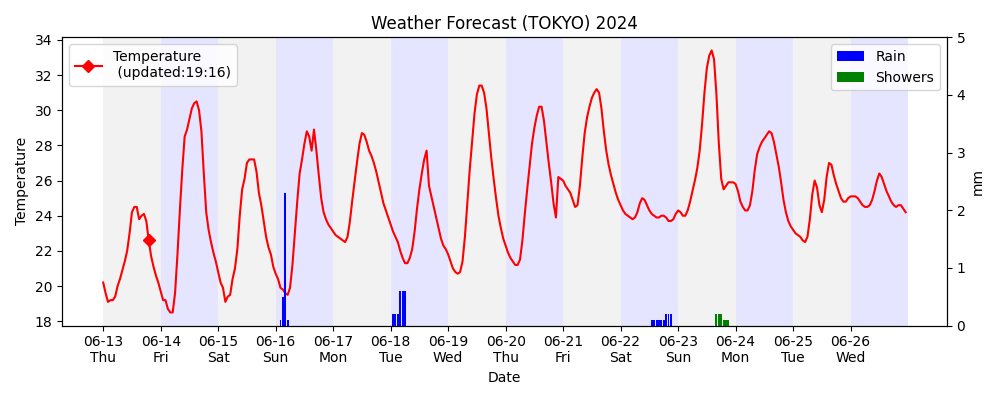 Weather Forecast (TOKYO) 2024
Temperature
(updated:19:16)
Rain
Showers
34
32
30
28
26
24
22
20
18
Temperature
5
4
3
2
1
0
mm
06-13 06-14 06-15 06-16 06-17 06-18 06-19 06-20 06-21 06-22 06-23 06-24 06-25 06-26
Thu Fri Sat Sun Mon Tue Wed Thu Fri Sat Sun Mon Tue Wed
Date